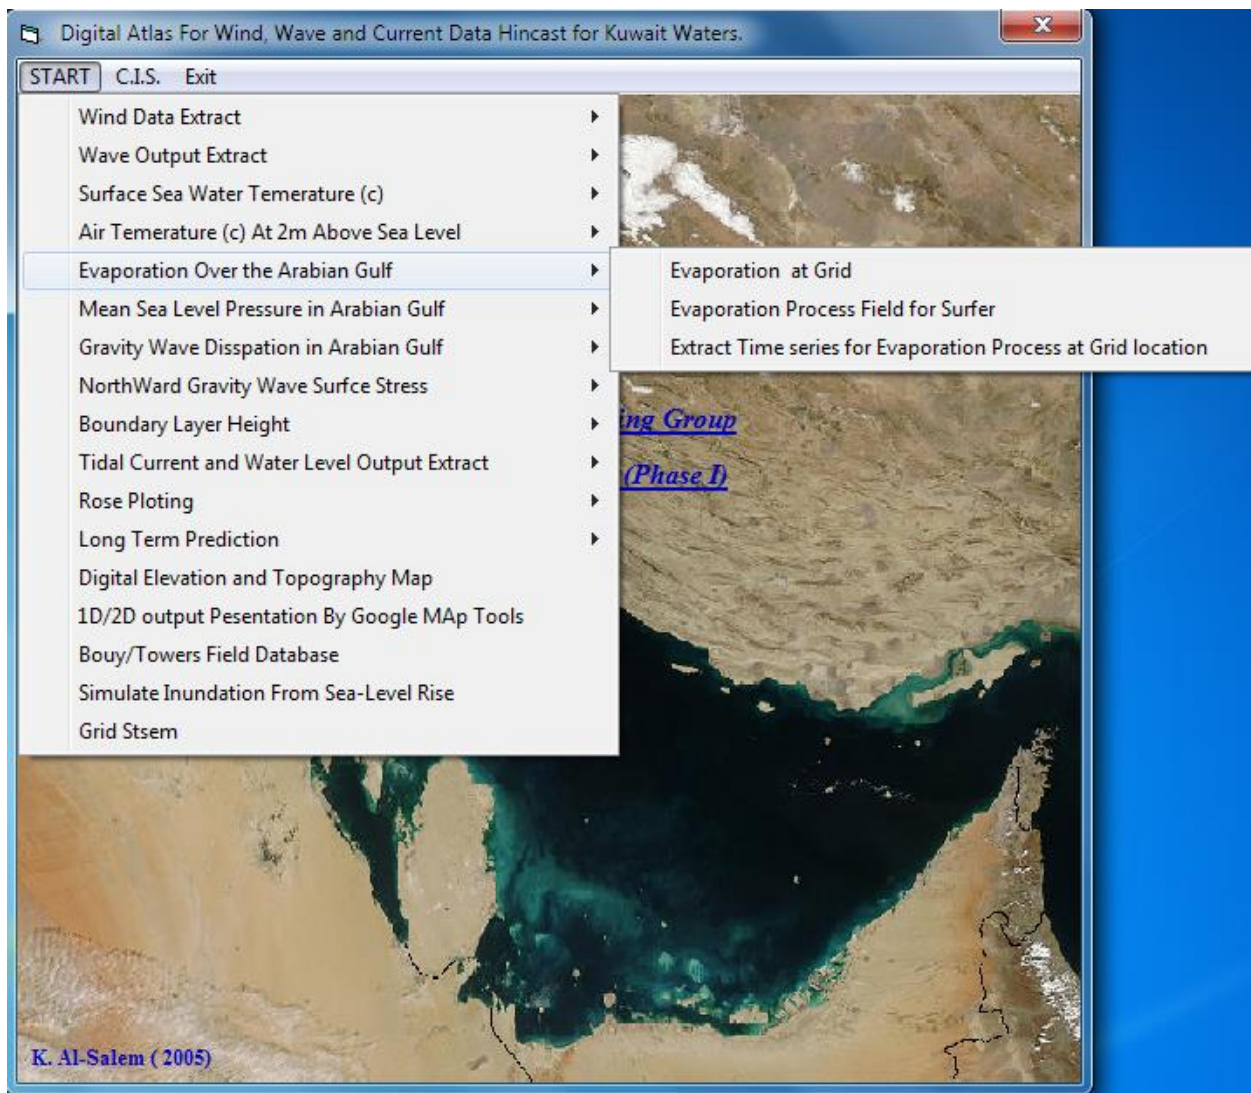 Digital Atlas For Wind, Wave and Current Data Hincast for Kuwait Waters.
START C.I.S. Exit
Wind Data Extract
Wave Output Extract
Surface Sea Water Temerature (c)
Air Temerature (c) At 2m Above Sea Level
Evaporation Over the Arabian Gulf
Evaporation at Grid
Mean Sea Level Pressure in Arabian Gulf
Evaporation Process Field for Surfer
Gravity Wave Disspation in Arabian Gulf
Extract Time series for Evaporation Process at Grid location
NorthWard Gravity Wave Surfce Stress
Boundary Layer Height
ing Group
Tidal Current and Water Level Output Extract
(Phase I)
Rose Ploting
Long Term Prediction
Digital Elevation and Topography Map
1D/2D output Pesentation By Google MAp Tools
Bouy/Towers Field Database
Simulate Inundation From Sea-Level Rise
Grid Stsem
K. Al-Salem ( 2005)